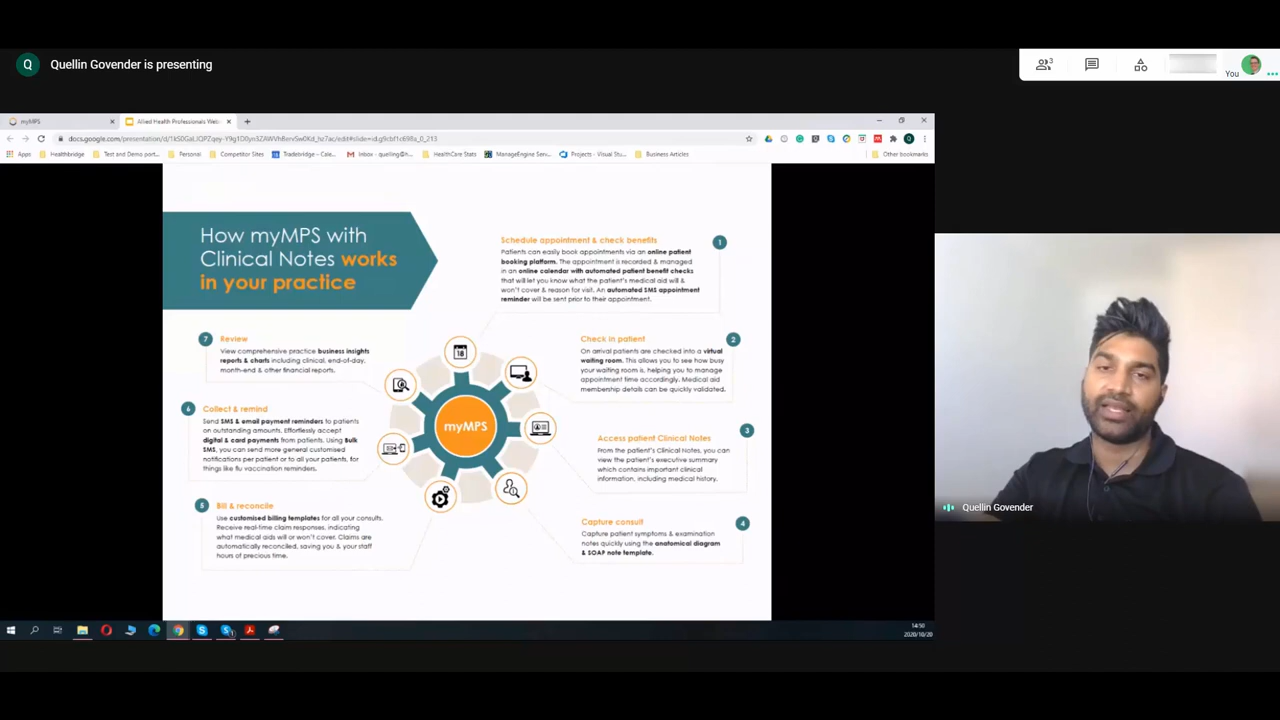 Q
Quellin Govender is presenting
3
You
myMPS
Allied Health Professionals Web
Apps
Healthbridge
Test and Demo port...
Personal
Competitor Sites
Tradebridge – Cale...
Inbox - quelling@h...
HealthCare Stats
ManageEngine Serv...
Projects - Visual Stu...
Business Articles
Other bookmarks
How myMPS with
Clinical Notes works
in your practice
Schedule appointment & check benefits
1
Patients can easily book appointments via an online patient
booking platform. The appointment is recorded & managed
in an online calendar with automated patient benefit checks
that will let you know what the patient's medical aid will &
won't cover & reason for visit. An automated SMS appointment
reminder will be sent prior to their appointment.
Check in patient
2
On arrival patients are checked into a virtual
waiting room. This allows you to see how busy
your waiting room is, helping you to manage
appointment time accordingly. Medical aid
membership details can be quickly validated.
Access patient Clinical Notes
3
From the patient's Clinical Notes, you can
view the patient's executive summary
which contains important clinical
information, including medical history.
Capture consult
4
Capture patient symptoms & examination
notes quickly using the anatomical diagram
& SOAP note template.
5
Bill & reconcile
Use customised billing templates for all your consults.
Receive real-time claim responses, indicating
what medical aids will or won't cover. Claims are
automatically reconciled, saving you & your staff
hours of precious time.
6
Collect & remind
Send SMS & email payment reminders to patients
on outstanding amounts. Effortlessly accept
digital & card payments from patients. Using Bulk
SMS, you can send more general customised
notifications per patient or to all your patients, for
things like flu vaccination reminders.
7
Review
View comprehensive practice business insights
reports & charts including clinical, end-of-day,
month-end & other financial reports.
18
myMPS
Quellin Govender
14:50
2020/10/20